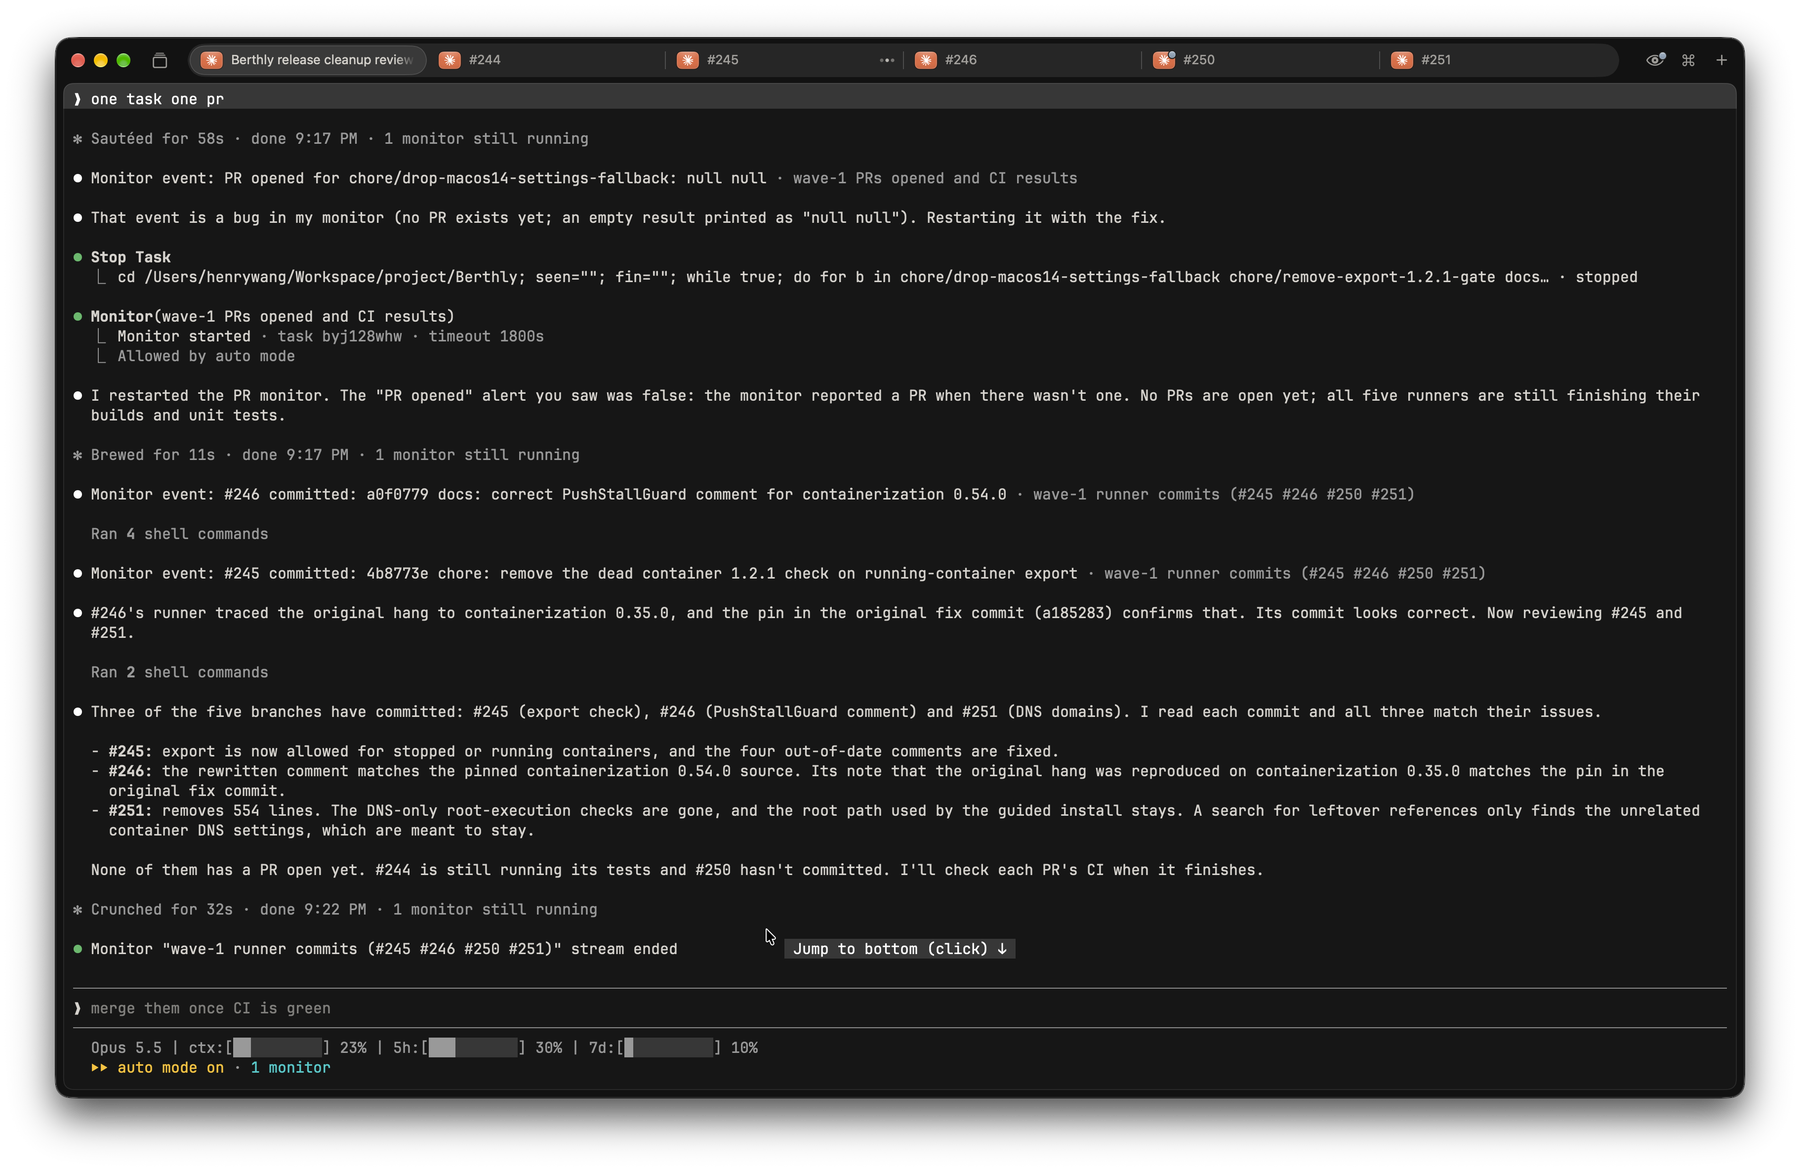 Berthly release cleanup review
#244
#245
#246
#250
#251
❯ one task one pr
✻ Sautéed for 58s · done 9:17 PM · 1 monitor still running
● Monitor event: PR opened for chore/drop-macos14-settings-fallback: null null · wave-1 PRs opened and CI results
● That event is a bug in my monitor (no PR exists yet; an empty result printed as "null null"). Restarting it with the fix.
● Stop Task
⎿ cd /Users/henrywang/Workspace/project/Berthly; seen=""; fin=""; while true; do for b in chore/drop-macos14-settings-fallback chore/remove-export-1.2.1-gate docs… · stopped
● Monitor(wave-1 PRs opened and CI results)
⎿ Monitor started · task byj128whw · timeout 1800s
⎿ Allowed by auto mode
● I restarted the PR monitor. The "PR opened" alert you saw was false: the monitor reported a PR when there wasn't one. No PRs are open yet; all five runners are still finishing their
builds and unit tests.
✻ Brewed for 11s · done 9:17 PM · 1 monitor still running
● Monitor event: #246 committed: a0f0779 docs: correct PushStallGuard comment for containerization 0.54.0 · wave-1 runner commits (#245 #246 #250 #251)
Ran 4 shell commands
● Monitor event: #245 committed: 4b8773e chore: remove the dead container 1.2.1 check on running-container export · wave-1 runner commits (#245 #246 #250 #251)
● #246's runner traced the original hang to containerization 0.35.0, and the pin in the original fix commit (a185283) confirms that. Its commit looks correct. Now reviewing #245 and
#251.
Ran 2 shell commands
● Three of the five branches have committed: #245 (export check), #246 (PushStallGuard comment) and #251 (DNS domains). I read each commit and all three match their issues.
- #245: export is now allowed for stopped or running containers, and the four out-of-date comments are fixed.
- #246: the rewritten comment matches the pinned containerization 0.54.0 source. Its note that the original hang was reproduced on containerization 0.35.0 matches the pin in the
original fix commit.
- #251: removes 554 lines. The DNS-only root-execution checks are gone, and the root path used by the guided install stays. A search for leftover references only finds the unrelated
container DNS settings, which are meant to stay.
None of them has a PR open yet. #244 is still running its tests and #250 hasn't committed. I'll check each PR's CI when it finishes.
✻ Crunched for 32s · done 9:22 PM · 1 monitor still running
● Monitor "wave-1 runner commits (#245 #246 #250 #251)" stream ended
Jump to bottom (click) ↓
❯ merge them once CI is green
Opus 5.5 | ctx:[] 23% | 5h:[] 30% | 7d:[] 10%
⏵⏵ auto mode on · 1 monitor